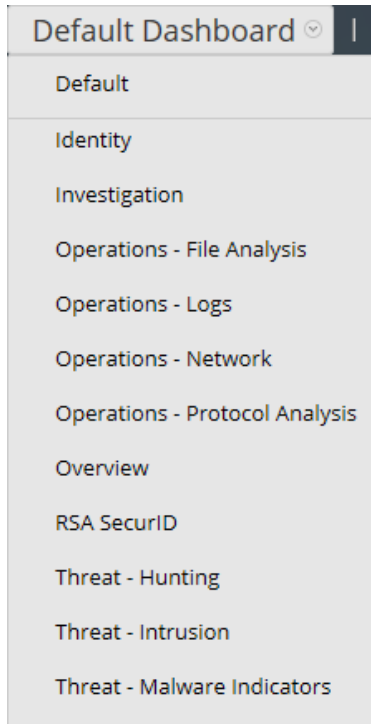 Default Dashboard
Default
Identity
Investigation
Operations - File Analysis
Operations - Logs
Operations - Network
Operations - Protocol Analysis
Overview
RSA SecurID
Threat - Hunting
Threat - Intrusion
Threat - Malware Indicators